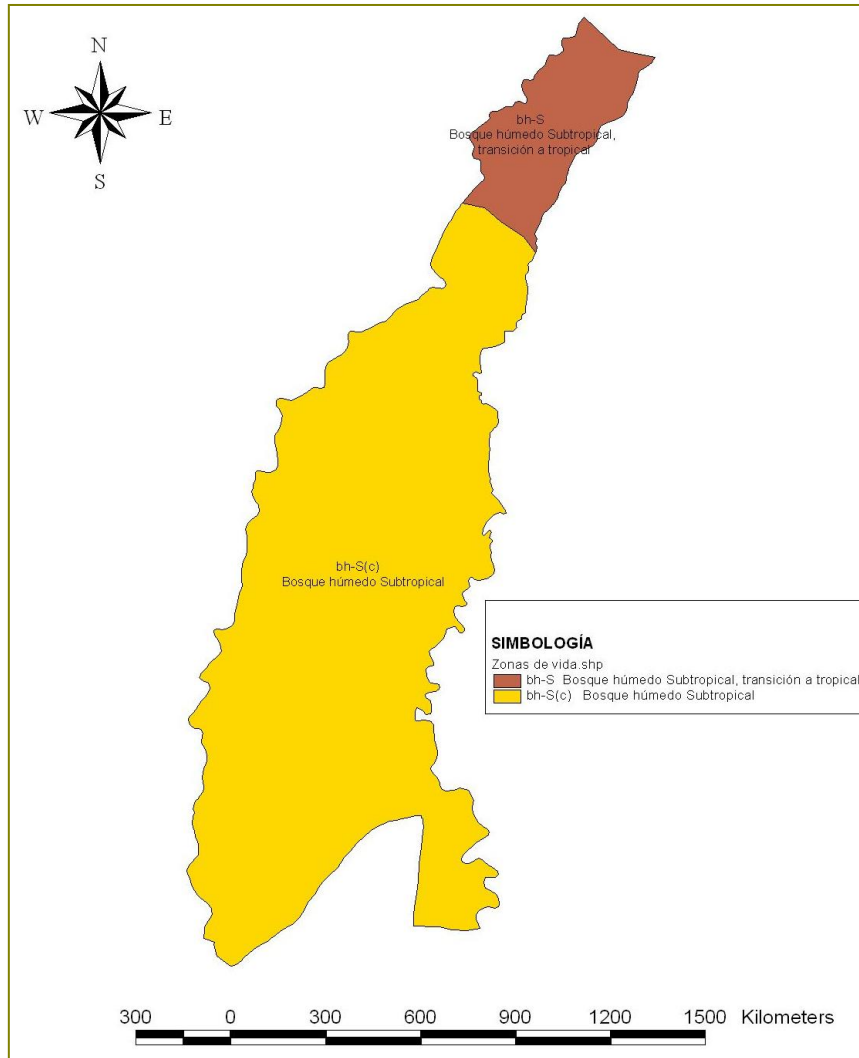 N
W E
S
bh-S
Bosque húmedo Subtropical,
transición a tropical
bh-S(c)
Bosque húmedo Subtropical
SIMBOLOGÍA
Zonas de vida.shp
bh-S Bosque húmedo Subtropical, transición a tropical
bh-S(c) Bosque húmedo Subtropical
300 0 300 600 900 1200 1500 Kilometers